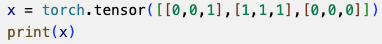 x = torch.tensor([[0,0,1],[1,1,1],[0,0,0]])
print(x)